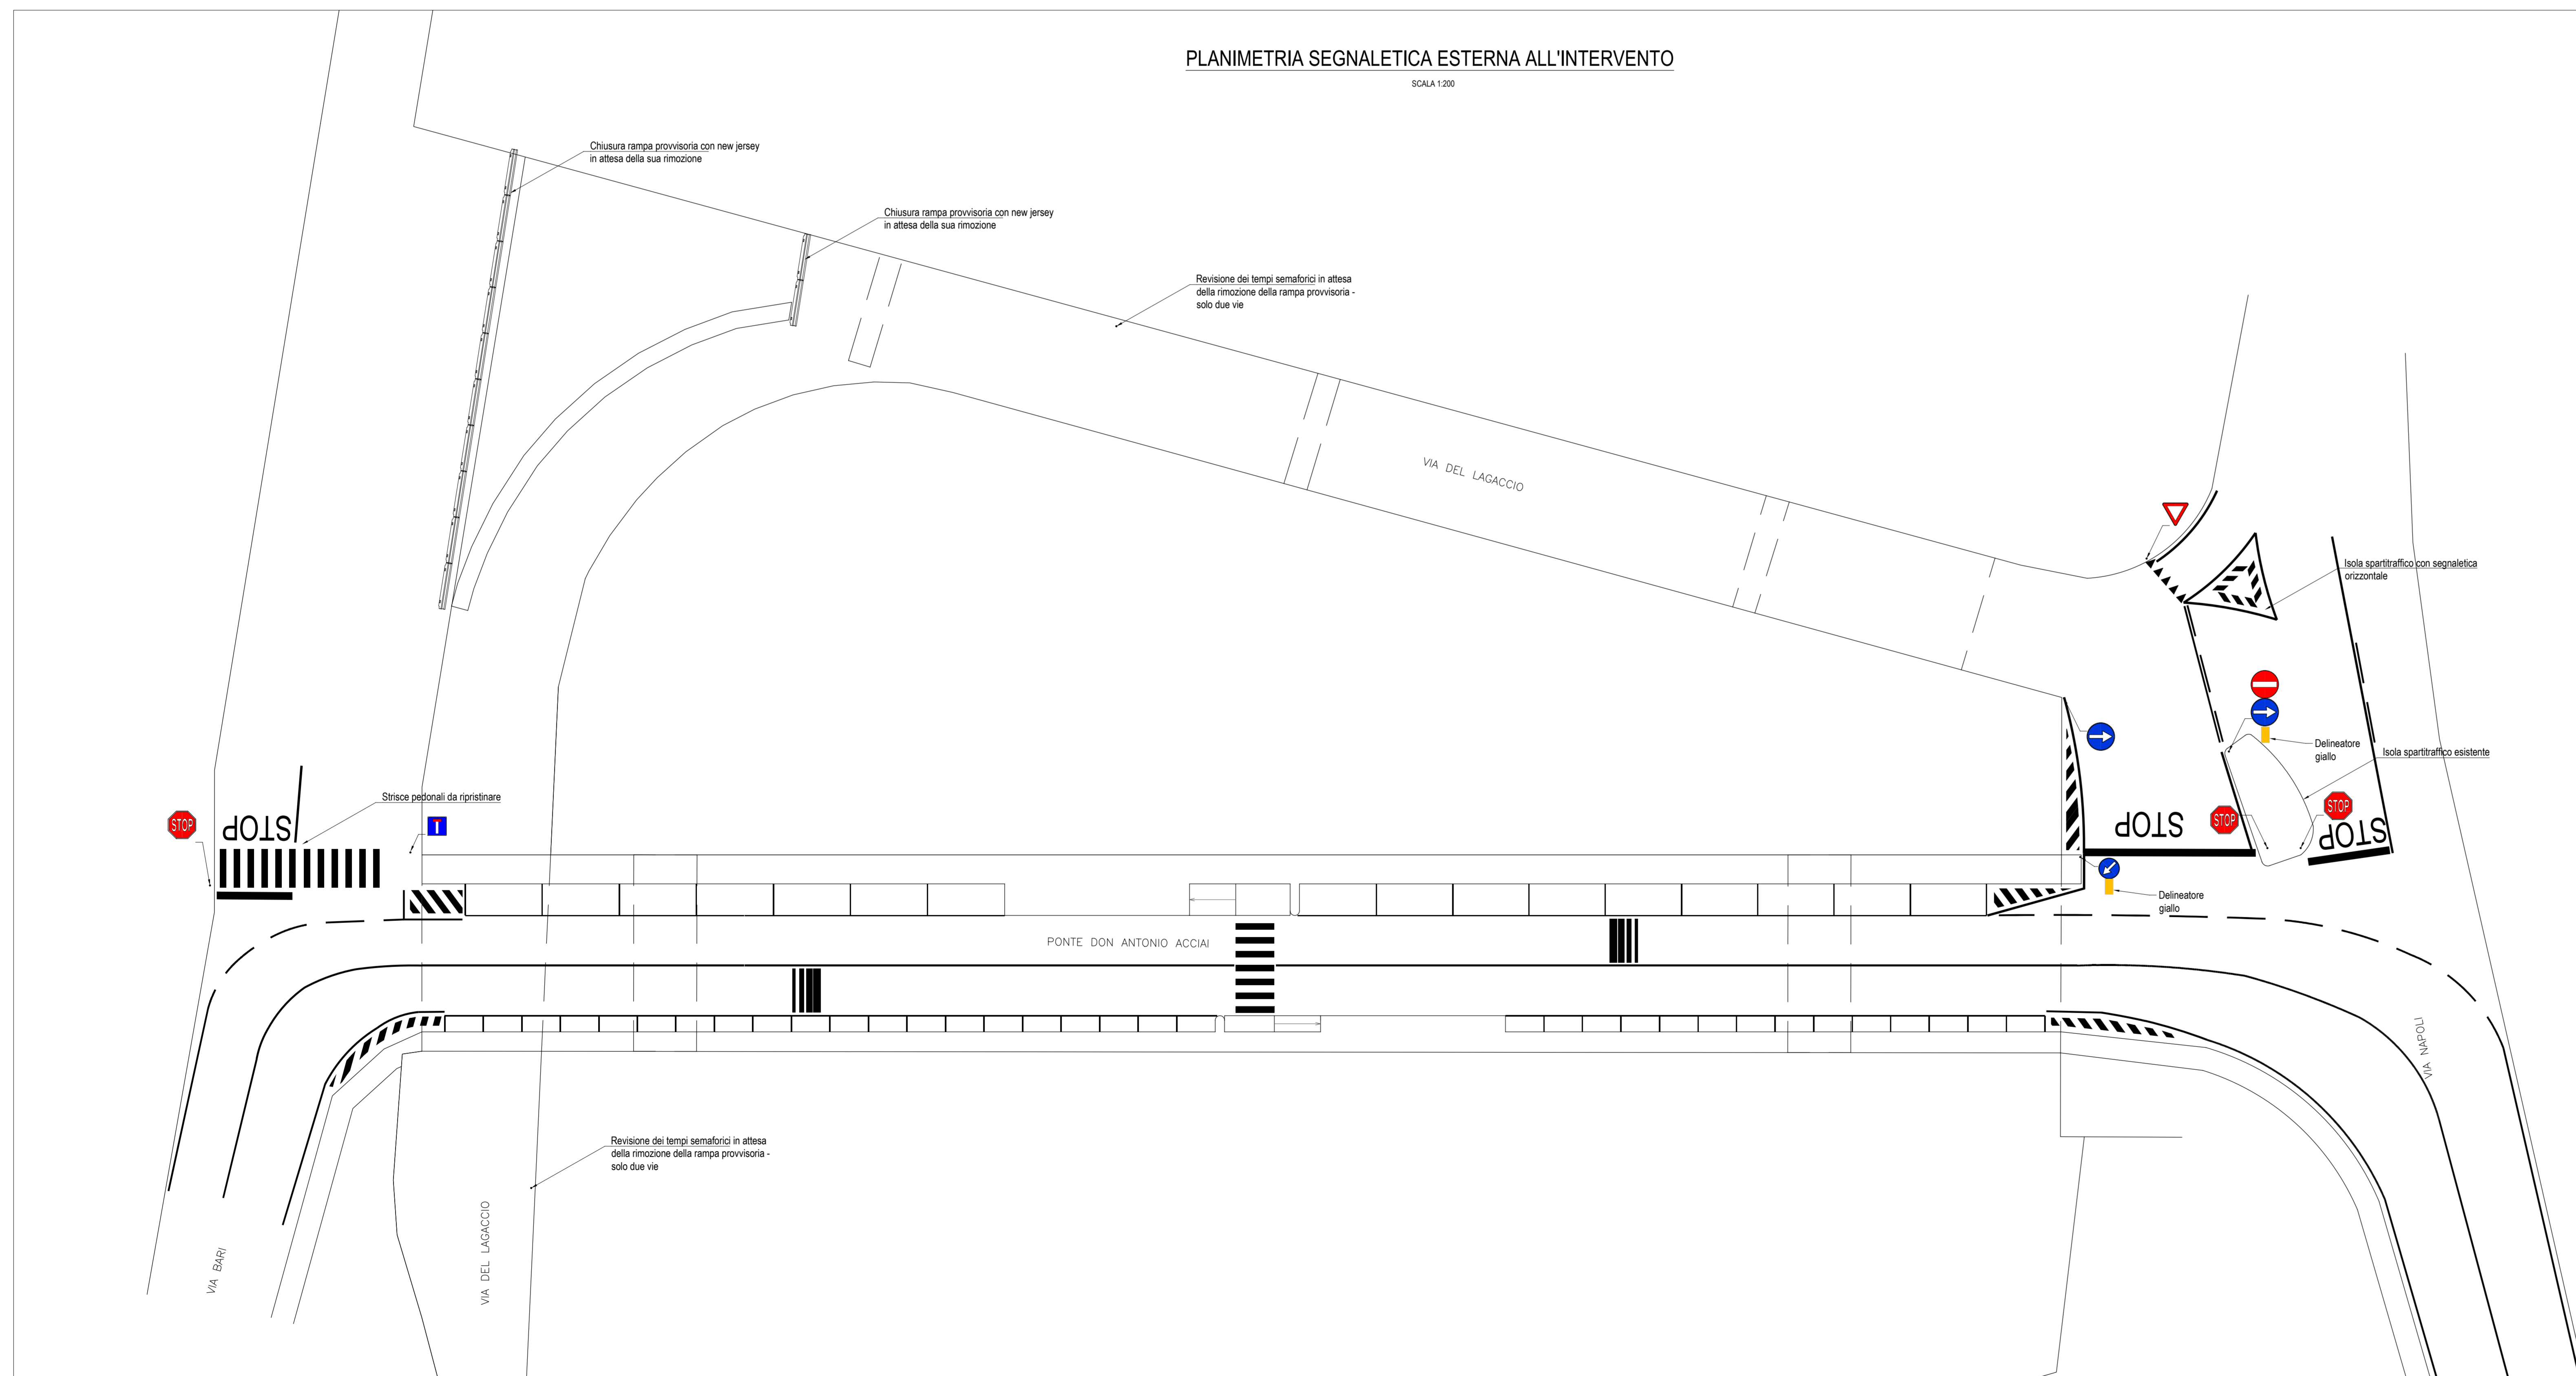 PLANIMETRIA SEGNALETICA ESTERNA ALL'INTERVENTO
SCALA 1:200
Chiusura rampa provvisoria con new jersey
in attesa della sua rimozione
Chiusura rampa provvisoria con new jersey
in attesa della sua rimozione
Revisione dei tempi semaforici in attesa
della rimozione della rampa provvisoria -
solo due vie
VIA DEL LAGACCIO
Isola spartitraffico con segnaletica
orizzontale
Delineatore
giallo
Isola spartitraffico esistente
Strisce pedonali da ripristinare
STOP
STOP
STOP
STOP
STOP
STOP
Delineatore
giallo
PONTE DON ANTONIO ACCIAI
VIA NAPOLI
Revisione dei tempi semaforici in attesa
della rimozione della rampa provvisoria -
solo due vie
VIA DEL LAGACCIO
VIA BARI